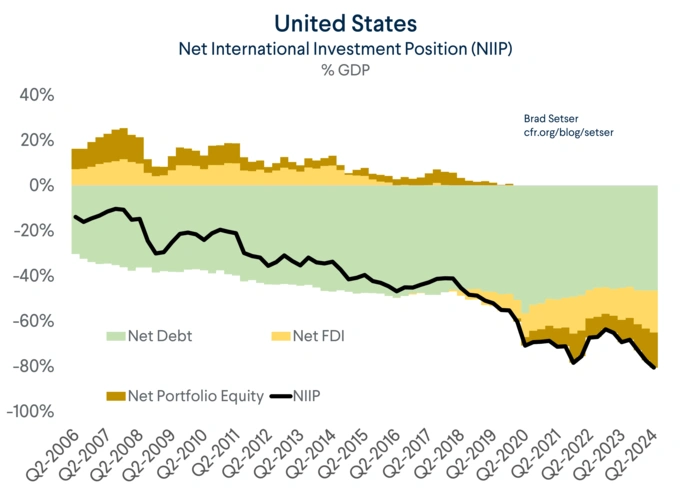 United States
Net International Investment Position (NIIP)
% GDP
40%
Brad Setser
cfr.org/blog/setser
20%
0%
-20%
-40%
-60%
Net Debt
Net FDI
-80%
Net Portfolio Equity
NIIP
-100%
Q2-2006
Q2-2007
Q2-2008
Q2-2009
Q2-2010
Q2-2011
Q2-2012
Q2-2013
Q2-2014
Q2-2015
Q2-2016
Q2-2017
Q2-2018
Q2-2019
Q2-2020
Q2-2021
Q2-2022
Q2-2023
Q2-2024